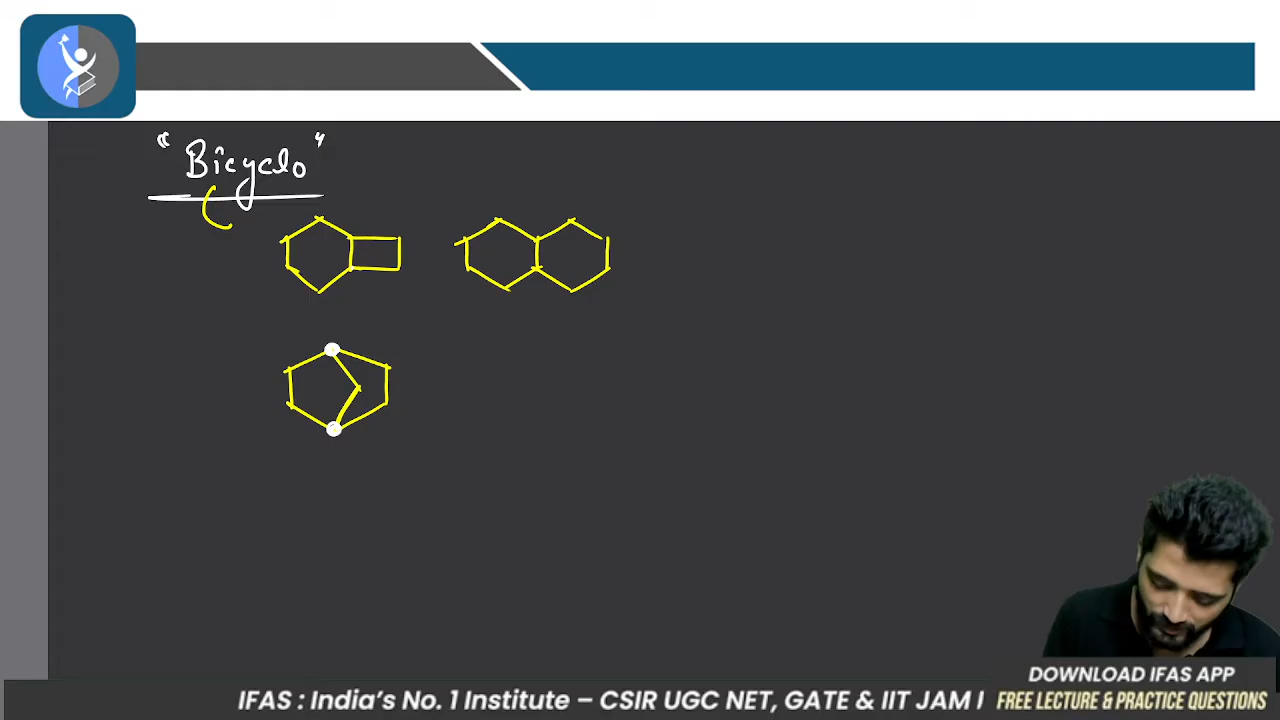 "Bicyclo"
DOWNLOAD IFAS APP
IFAS : India's No. 1 Institute – CSIR UGC NET, GATE & IIT JAM I
FREE LECTURE & PRACTICE QUESTIONS